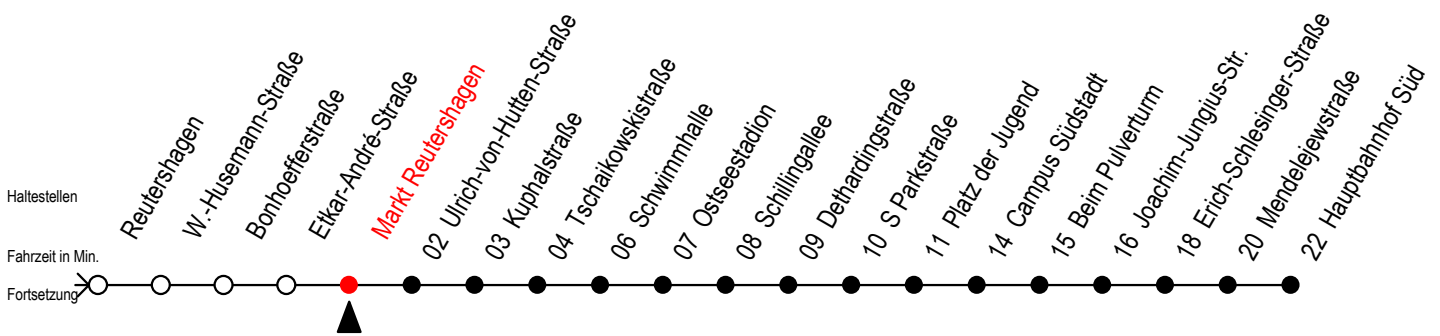 Haltestellen
Fahrzeit in Min.
Fortsetzung
Reutershagen
W.-Husemann-Straße
Bonhoefferstraße
Etkar-André-Straße
Markt Reutershagen
02 Ulrich-von-Hutten-Straße
03 Kuphalstraße
04 Tschaikowskistraße
06 Schwimmhalle
07 Ostseestadion
08 Schillingallee
09 Dethardingstraße
10 S Parkstraße
11 Platz der Jugend
14 Campus Südstadt
15 Beim Pulverturm
16 Joachim-Jungius-Str.
18 Erich-Schlesinger-Straße
20 Mendelejewstraße
22 Hauptbahnhof Süd